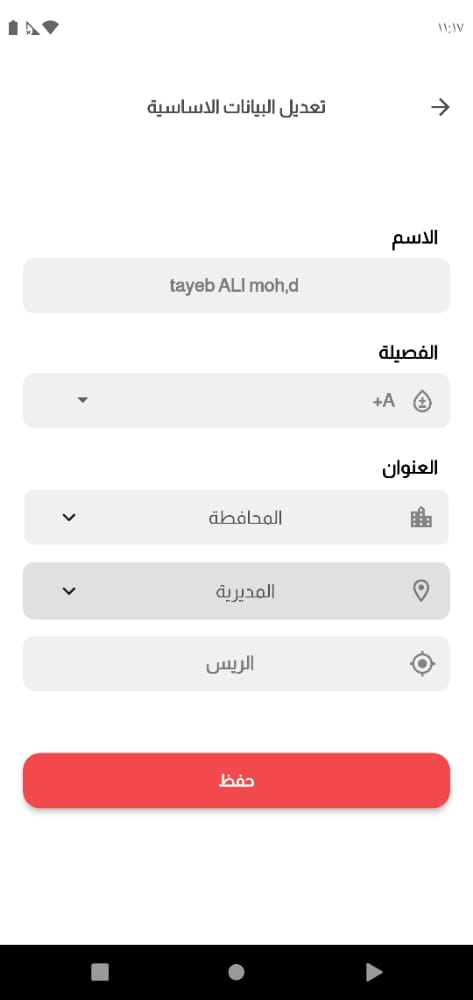 ١١:١٧
تعديل البيانات الاساسية
الاسم
tayeb ALI moh,d
الفصيلة
A+
العنوان
المحافظة
المديرية
الريس
حفظ